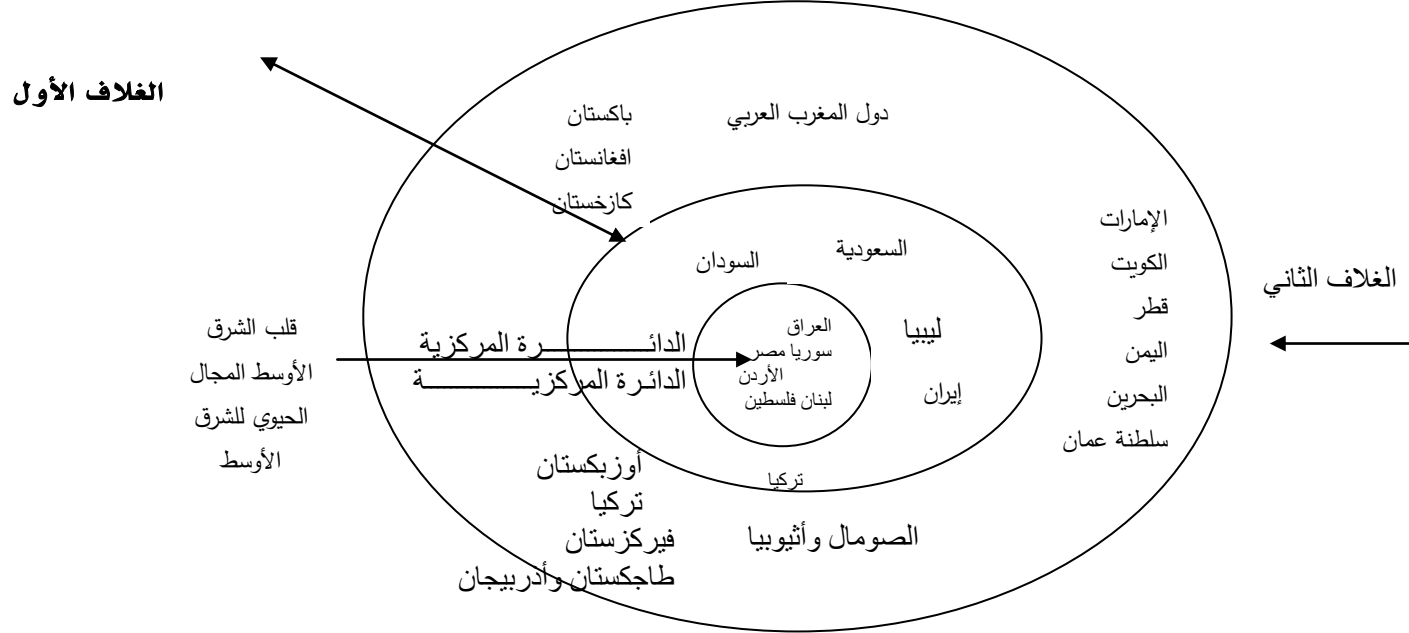 الغلاف الأول
دول المغرب العربي
باكستان
افغانستان
كازخستان
الإمارات
الكويت
قطر
اليمن
البحرين
سلطنة عمان
الغلاف الثاني
السعودية
السودان
ليبيا
إيران
تركيا
العراق
سوريا مصر
الأردن
لبنان فلسطين
الدائـــــــــــرة المركزية
الدائرة المركزيـــــــــــة
قلب الشرق
الأوسط المجال
الحيوي للشرق
الأوسط
أوزبكستان
تركيا
فيركزستان
طاجكستان وأدربيجان
الصومال وأثيوبيا